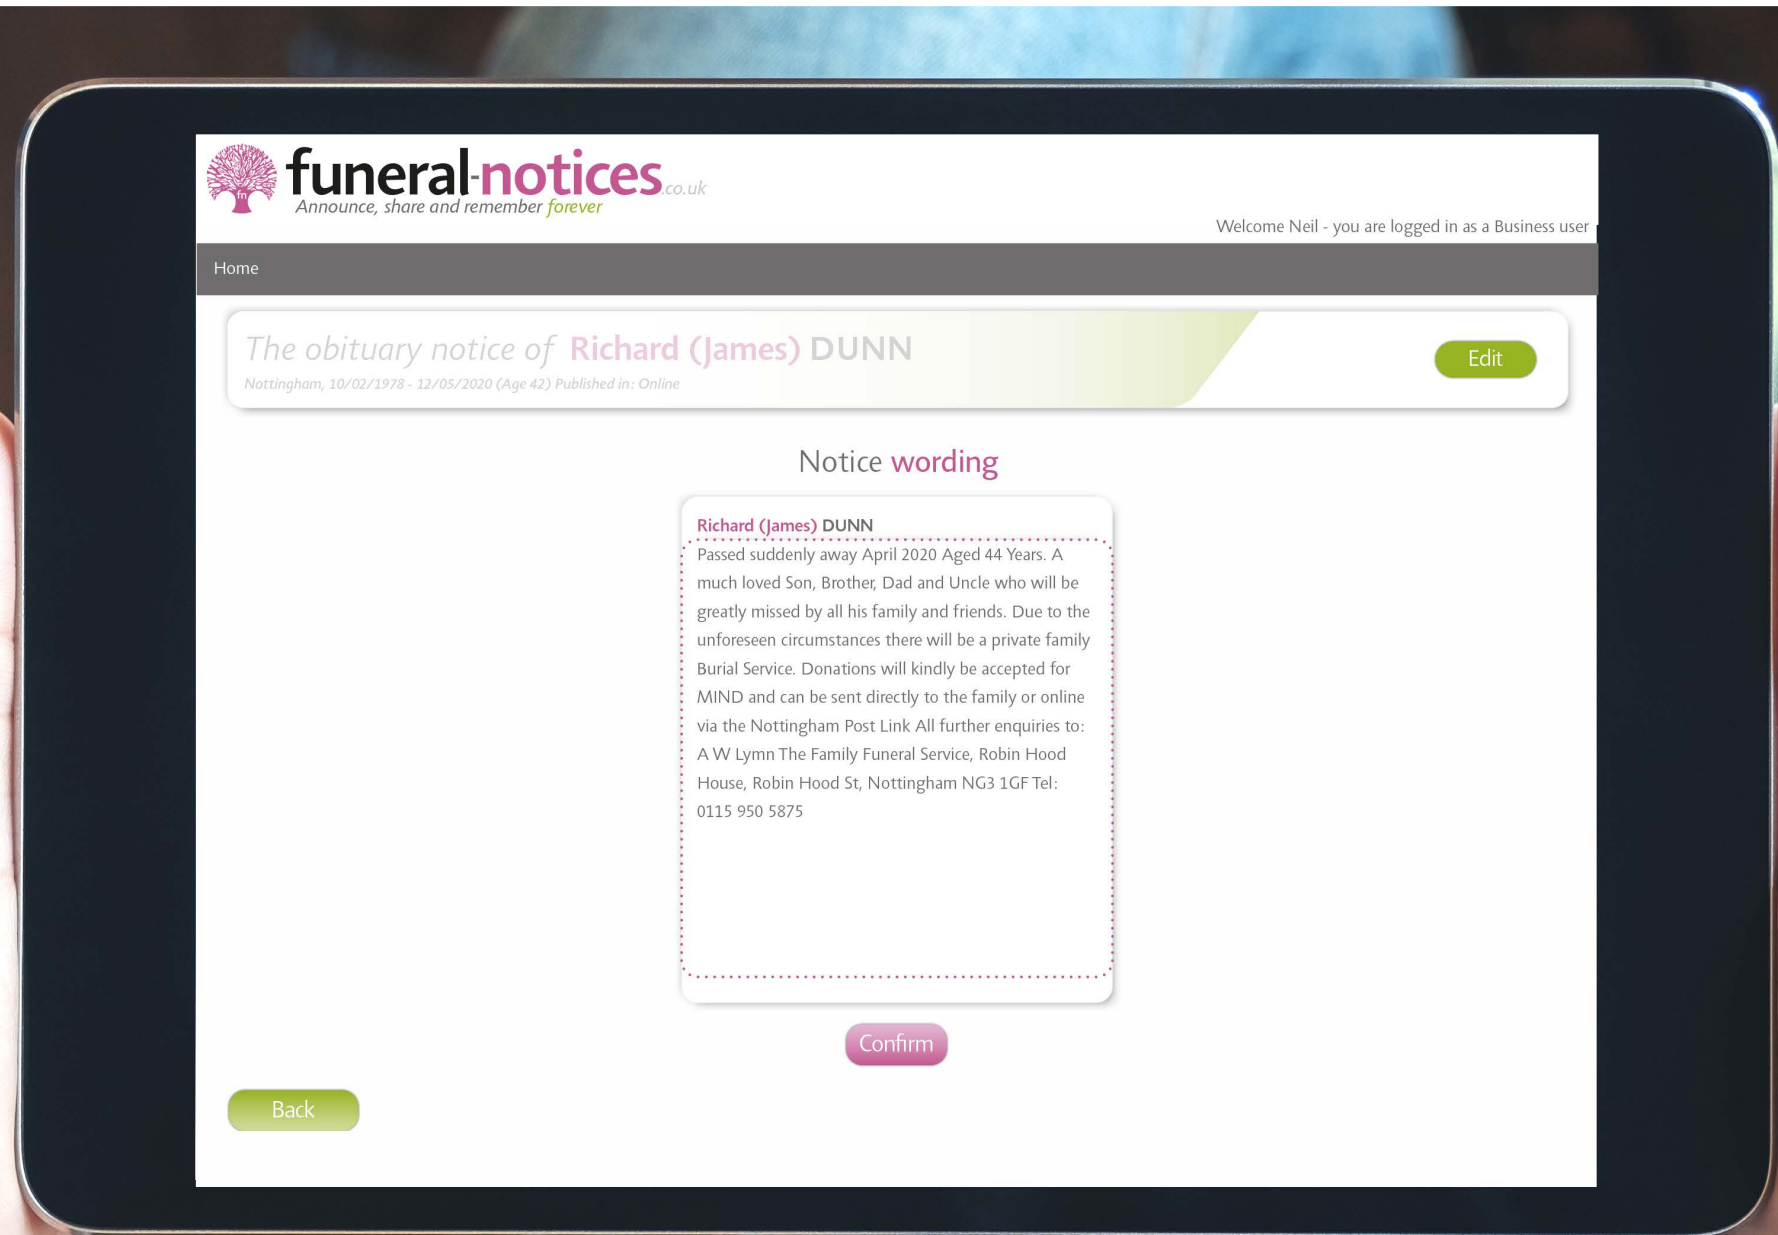 funeral-notices.co.uk
Announce, share and remember forever
fn
Welcome Neil - you are logged in as a Business user
Home
The obituary notice of Richard (James) DUNN
Nottingham, 10/02/1978 - 12/05/2020 (Age 42) Published in: Online
Edit
Notice wording
Richard (James) DUNN
Passed suddenly away April 2020 Aged 44 Years. A
much loved Son, Brother, Dad and Uncle who will be
greatly missed by all his family and friends. Due to the
unforeseen circumstances there will be a private family
Burial Service. Donations will kindly be accepted for
MIND and can be sent directly to the family or online
via the Nottingham Post Link All further enquiries to:
A W Lymn The Family Funeral Service, Robin Hood
House, Robin Hood St, Nottingham NG3 1GF Tel:
0115 950 5875
Confirm
Back